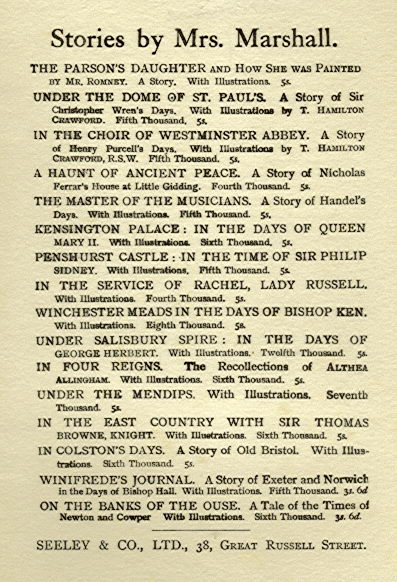 Stories by Mrs. Marshall.
THE PARSON'S DAUGHTER AND HOW SHE WAS PAINTED
BY MR. ROMNEY. A Story. With Illustrations. 5s.
UNDER THE DOME OF ST. PAUL'S. A Story of Sir
Christopher Wren's Days. With Illustrations by T. HAMILTON
CRAWFORD. Fifth Thousand. 5s.
IN THE CHOIR OF WESTMINSTER ABBEY. A Story
of Henry Purcell's Days. With Illustrations by T. HAMILTON
CRAWFORD, R.S.W. Fifth Thousand. 5s.
A HAUNT OF ANCIENT PEACE. A Story of Nicholas
Ferrar's House at Little Gidding. Fourth Thousand. 5s.
THE MASTER OF THE MUSICIANS. A Story of Handel's
Days. With Illustrations. Fifth Thousand. 5s.
KENSINGTON PALACE: IN THE DAYS OF QUEEN
MARY II. With Illustrations. Sixth Thousand. 5s.
PENSHURST CASTLE: IN THE TIME OF SIR PHILIP
SIDNEY. With Illustrations. Fifth Thousand. 5s.
IN THE SERVICE OF RACHEL, LADY RUSSELL.
With Illustrations. Fourth Thousand. 5s.
WINCHESTER MEADS IN THE DAYS OF BISHOP KEN.
With Illustrations. Eighth Thousand. 5s.
UNDER SALISBURY SPIRE: IN THE DAYS OF
GEORGE HERBERT. With Illustrations. Twelfth Thousand. 5s.
IN FOUR REIGNS. The Recollections of ALTHEA
ALLINGHAM. With Illustrations. Sixth Thousand. 5s.
UNDER THE MENDIPS. With Illustrations. Seventh
Thousand. 5s.
IN THE EAST COUNTRY WITH SIR THOMAS
BROWNE, KNIGHT. With Illustrations. Sixth Thousand. 5s.
IN COLSTON'S DAYS. A Story of Old Bristol. With Illus-
trations. Sixth Thousand. 5s.
WINIFREDE'S JOURNAL. A Story of Exeter and Norwich
in the Days of Bishop Hall. With Illustrations. Fifth Thousand. 3s. 6d
ON THE BANKS OF THE OUSE. A Tale of the Times of
Newton and Cowper With Illustrations. Sixth Thousand. 3s. 6d.
SEELEY & CO., LTD., 38, GREAT RUSSELL STREET.